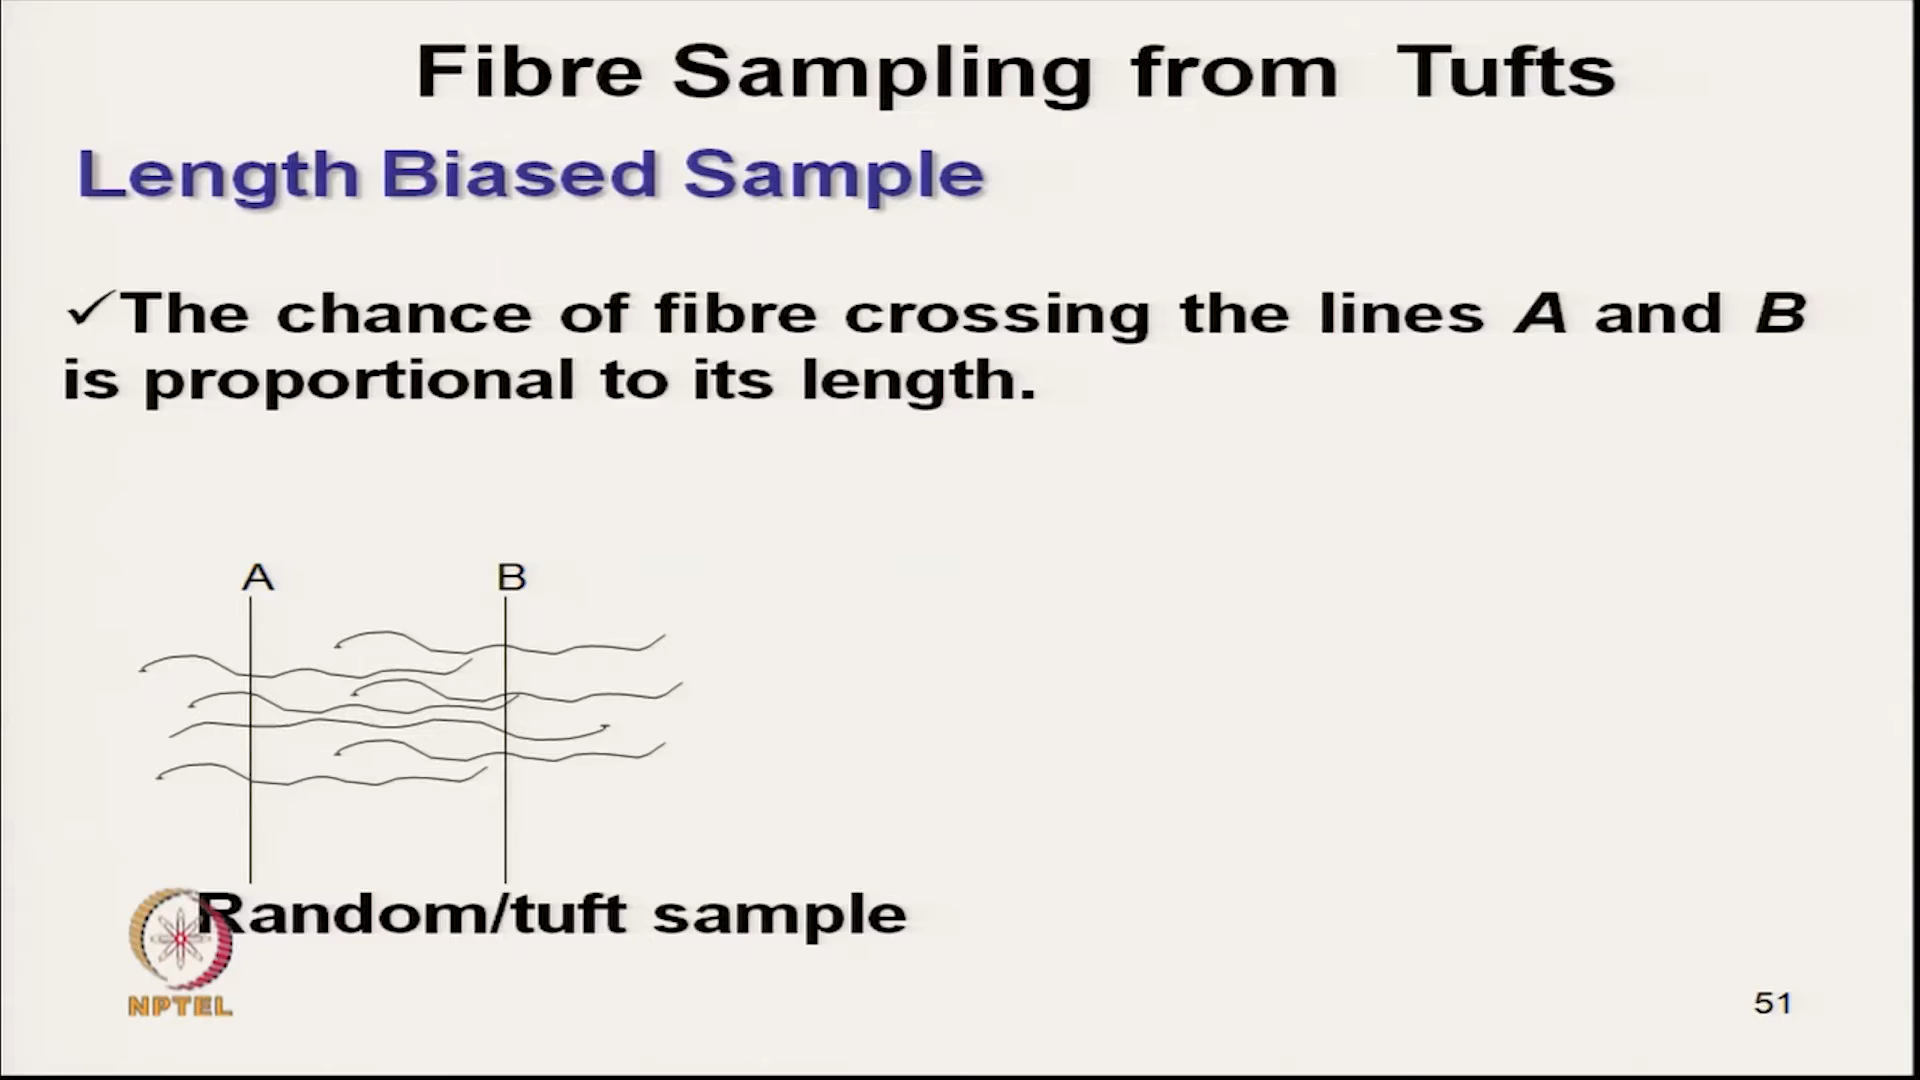 Fibre Sampling from Tufts
Length Biased Sample
✓The chance of fibre crossing the lines A and B
is proportional to its length.
A B
Random/tuft sample
NPTEL
51